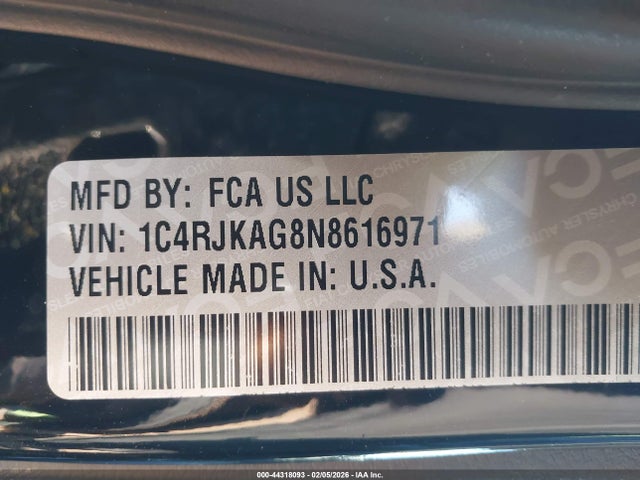 MFD BY: FCA US LLC
VIN: 1C4RJKAG8N8616971
VEHICLE MADE IN: U.S.A.
000-44318093 - 02/05/2026 - IAA Inc.